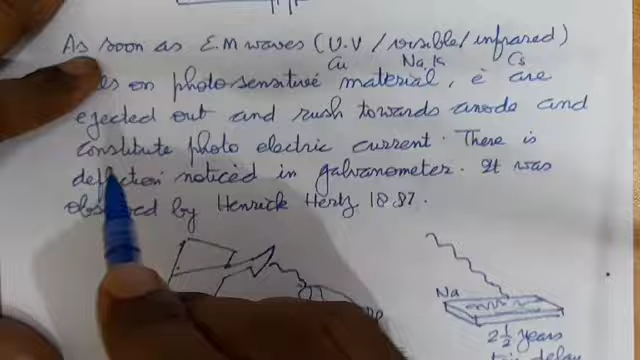 As soon as E.M waves (U.V / visible / infrared)
Cu Na, K Cs
on photosensitive material, e⁻ are
ejected out and rush towards anode and
constitute photo electric current. There is
deflection noticed in galvanometer. It was
observed by Henrick Hertz 1887.
Na
2 1/2 years